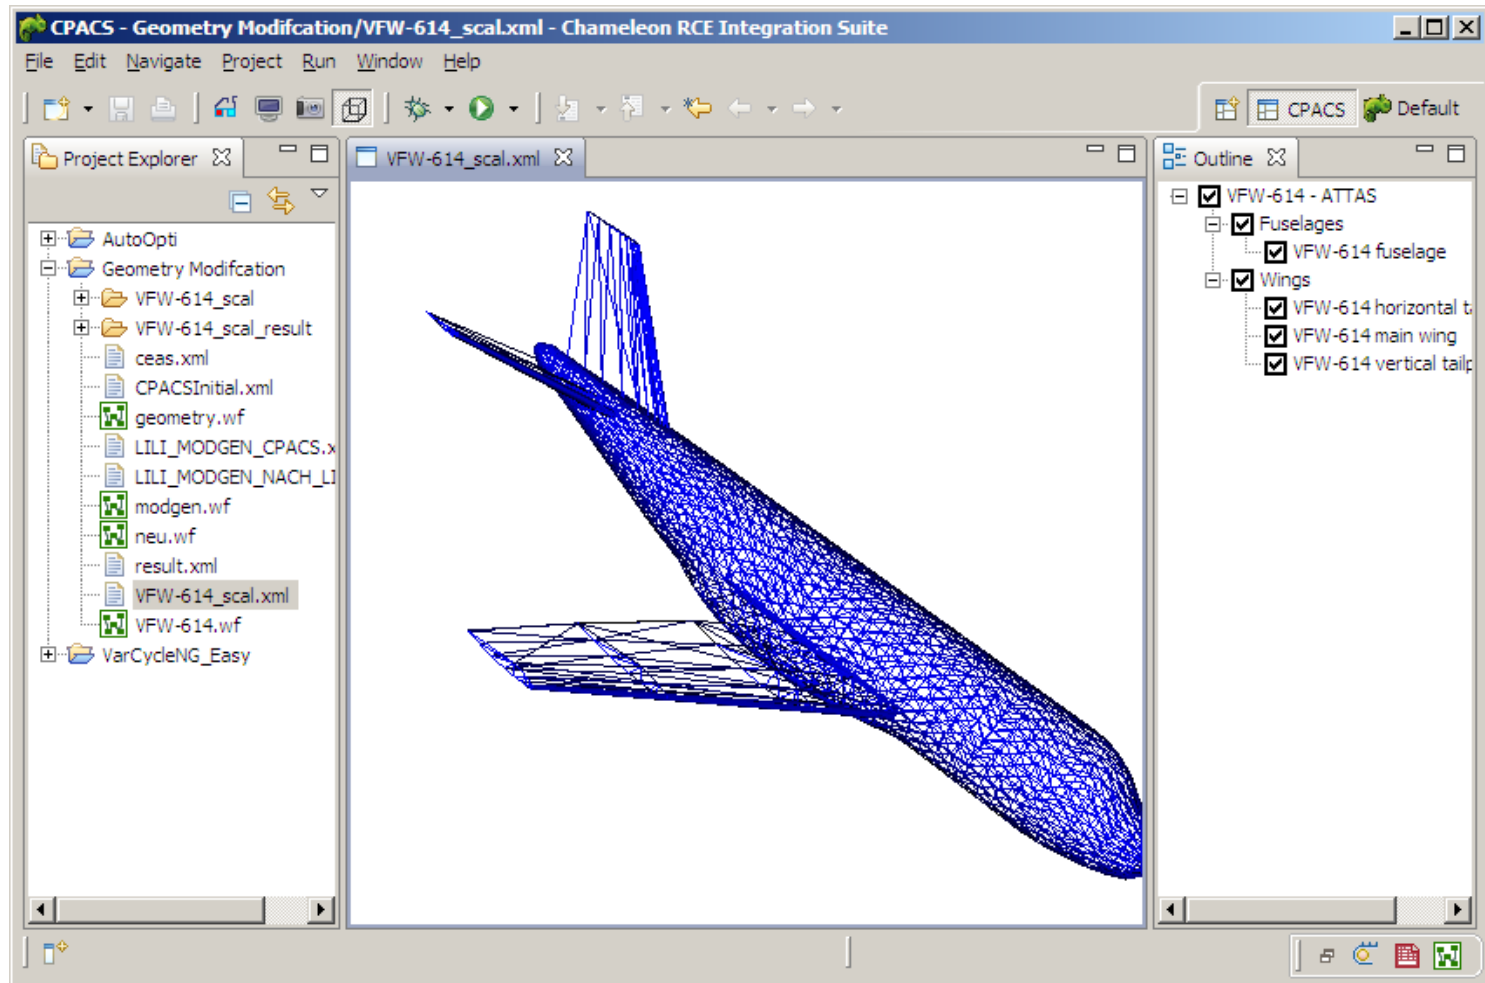 CPACS - Geometry Modifcation/VFW-614_scal.xml - Chameleon RCE Integration Suite
File Edit Navigate Project Run Window Help
CPACS Default
Project Explorer
VFW-614_scal.xml
Outline
AutoOpti
Geometry Modifcation
VFW-614_scal
VFW-614_scal_result
ceas.xml
CPACSInitial.xml
geometry.wf
LILI_MODGEN_CPACS.x
LILI_MODGEN_NACH_LI
modgen.wf
neu.wf
result.xml
VFW-614_scal.xml
VFW-614.wf
VarCycleNG_Easy
VFW-614 - ATTAS
Fuselages
VFW-614 fuselage
Wings
VFW-614 horizontal t
VFW-614 main wing
VFW-614 vertical tailp